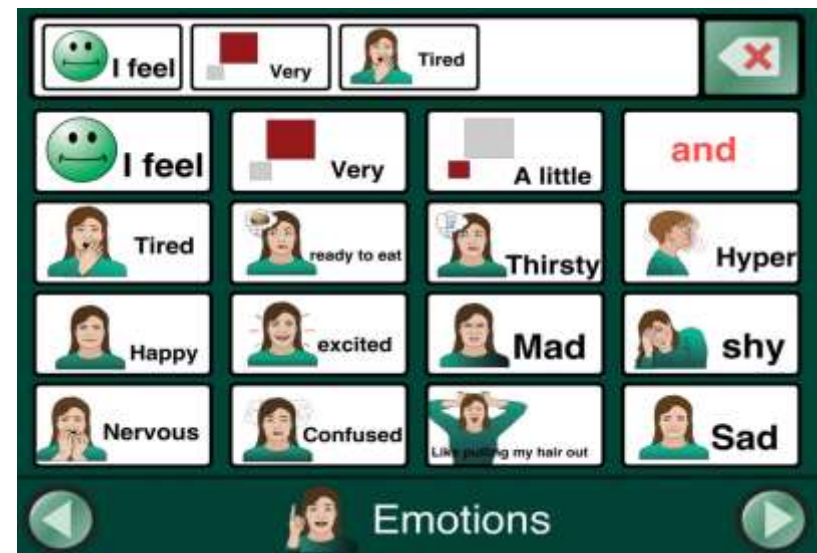 I feel Very Tired
I feel Very A little and
Tired ready to eat Thirsty Hyper
Happy excited Mad shy
Nervous Confused Like pulling my hair out Sad
Emotions